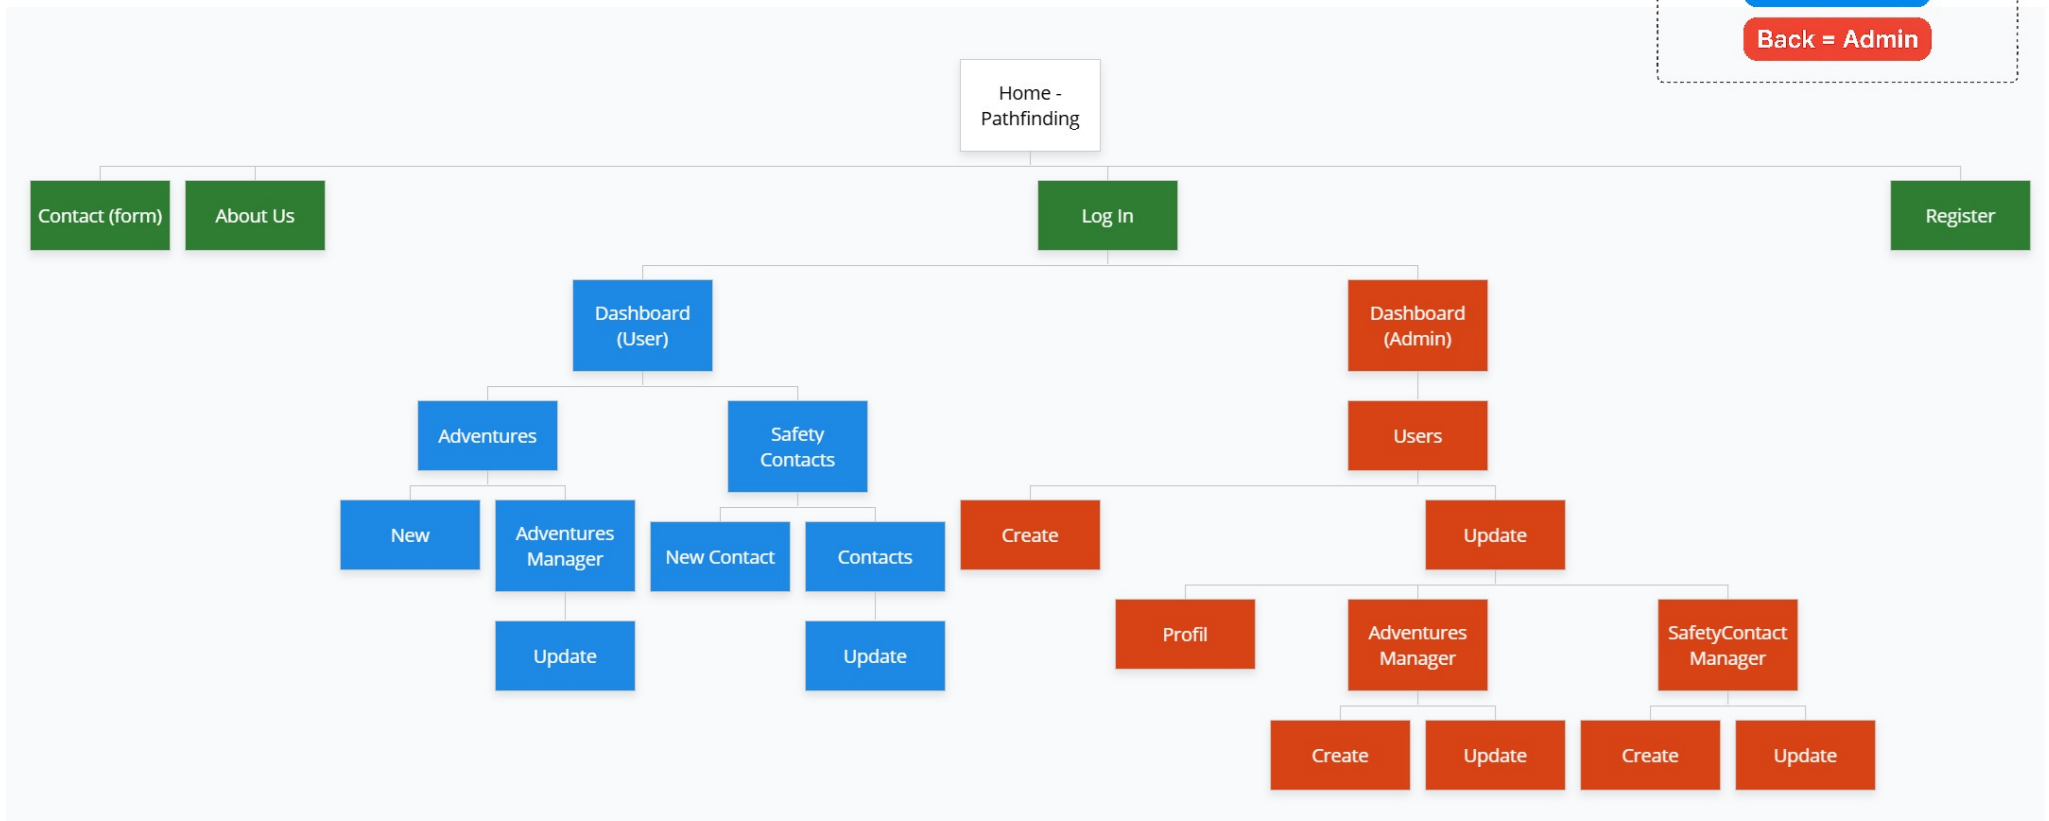 Back = Admin
Home -
Pathfinding
Contact (form)
About Us
Log In
Register
Dashboard
(User)
Dashboard
(Admin)
Adventures
Safety
Contacts
Users
New
Adventures
Manager
New Contact
Contacts
Create
Update
Update
Update
Profil
Adventures
Manager
SafetyContact
Manager
Create
Update
Create
Update